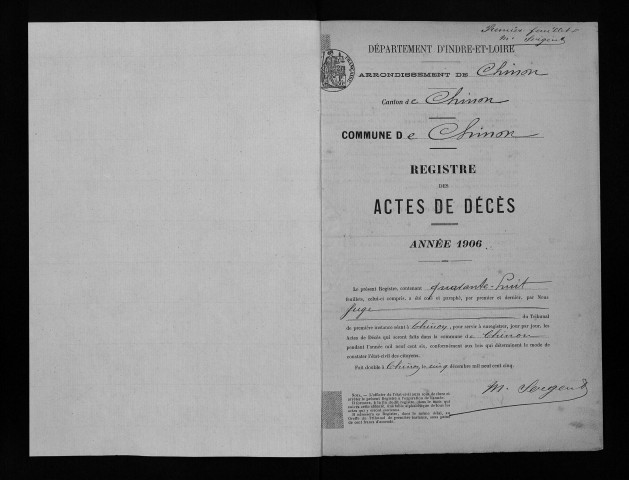 Premier feuillet
M. Sergent
DÉPARTEMENT D'INDRE-ET-LOIRE
ARRONDISSEMENT DE Chinon
Canton de Chinon
COMMUNE De Chinon
REGISTRE
DES
ACTES DE DÉCÈS
ANNÉE 1906
Le présent Registre, contenant quarante-huit
feuillets, celui-ci compris, a été coté et paraphé, par premier et dernier, par Nous
Juge
du Tribunal
de première instance séant à Chinon, pour servir à enregistrer, jour par jour, les
Actes de Décès qui seront faits dans la commune de Chinon
pendant l'année mil neuf cent six, conformément aux lois qui déterminent le mode de
constater l'état-civil des citoyens.
Fait double à Chinon, le cinq décembre mil neuf cent cinq.
M. Sergent